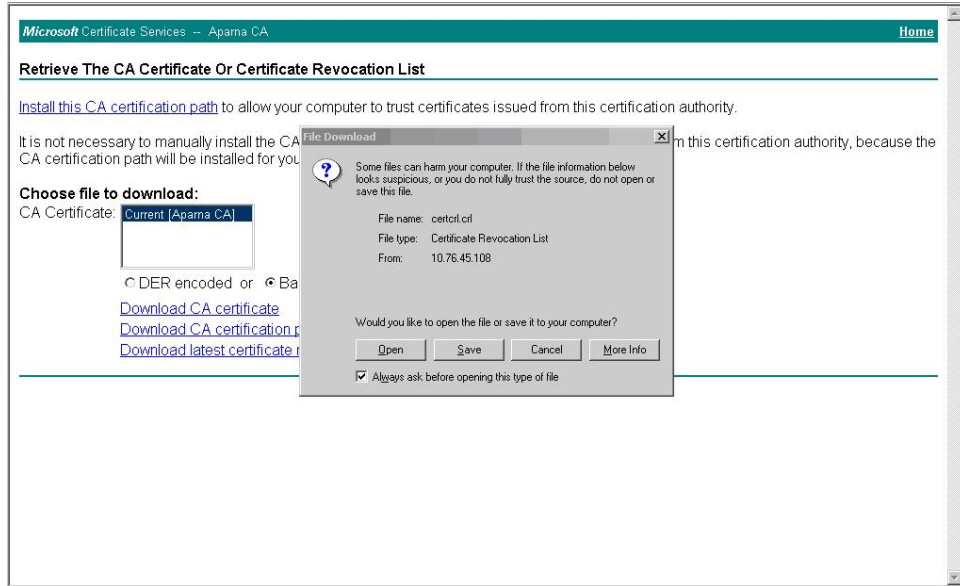 Microsoft Certificate Services -- Aparna CA Home
Retrieve The CA Certificate Or Certificate Revocation List
Install this CA certification path to allow your computer to trust certificates issued from this certification authority.
It is not necessary to manually install the CA m this certification authority, because the
CA certification path will be installed for you
File Download
Some files can harm your computer. If the file information below
looks suspicious, or you do not fully trust the source, do not open or
save this file.
File name: certcrl.crl
File type: Certificate Revocation List
From: 10.76.45.108
Would you like to open the file or save it to your computer?
Open Save Cancel More Info
Always ask before opening this type of file
Choose file to download:
CA Certificate: Current [Aparna CA]
DER encoded or Ba
Download CA certificate
Download CA certification p
Download latest certificate r